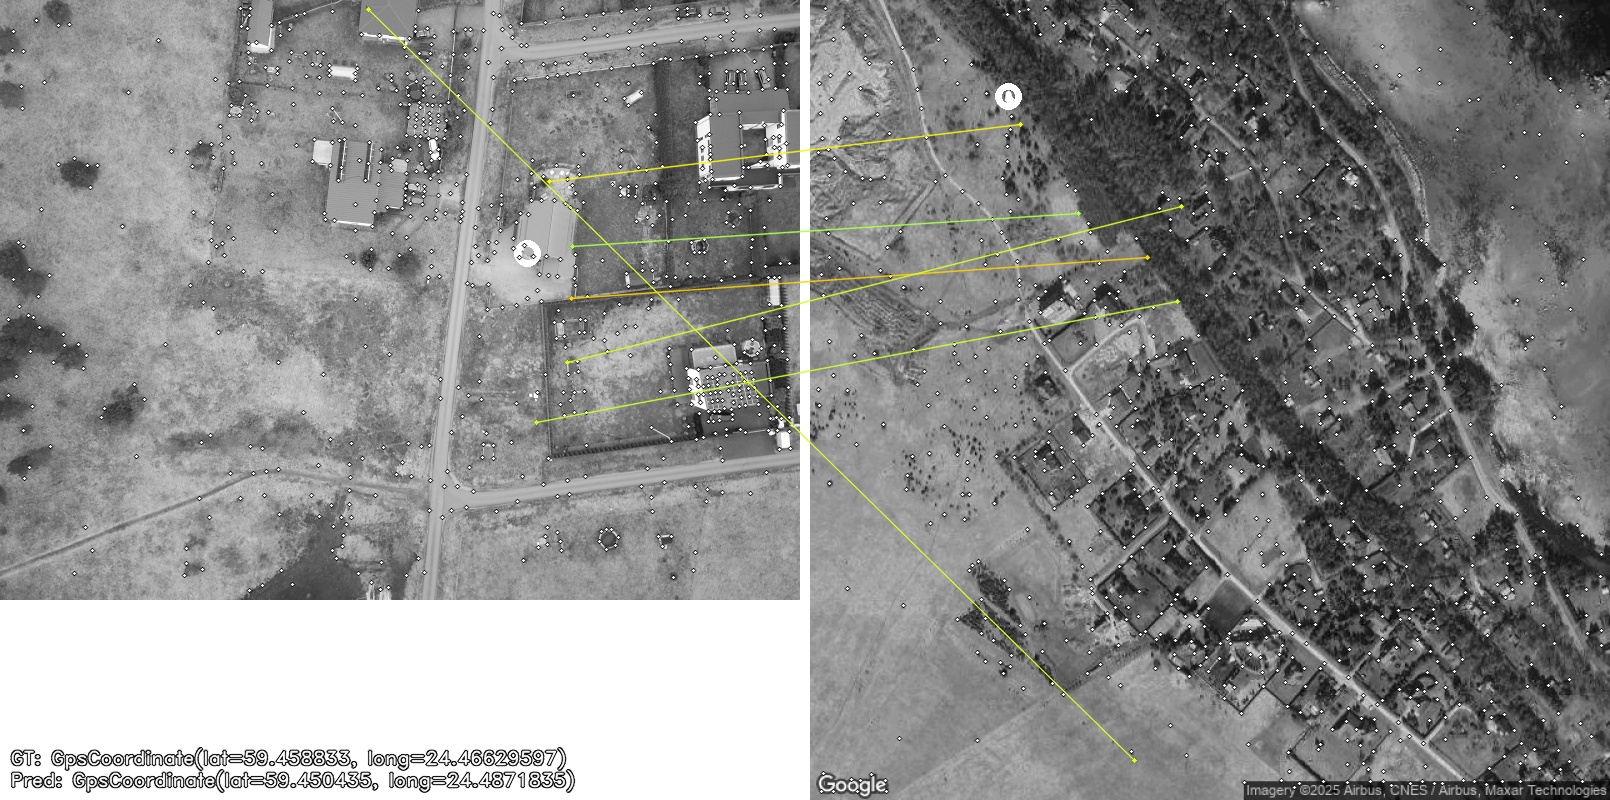 GT: GpsCoordinate(lat=59.458833, long=24.46629597)
Pred: GpsCoordinate(lat=59.450435, long=24.4871835)
Google
Imagery ©2025 Airbus, CNES / Airbus, Maxar Technologies